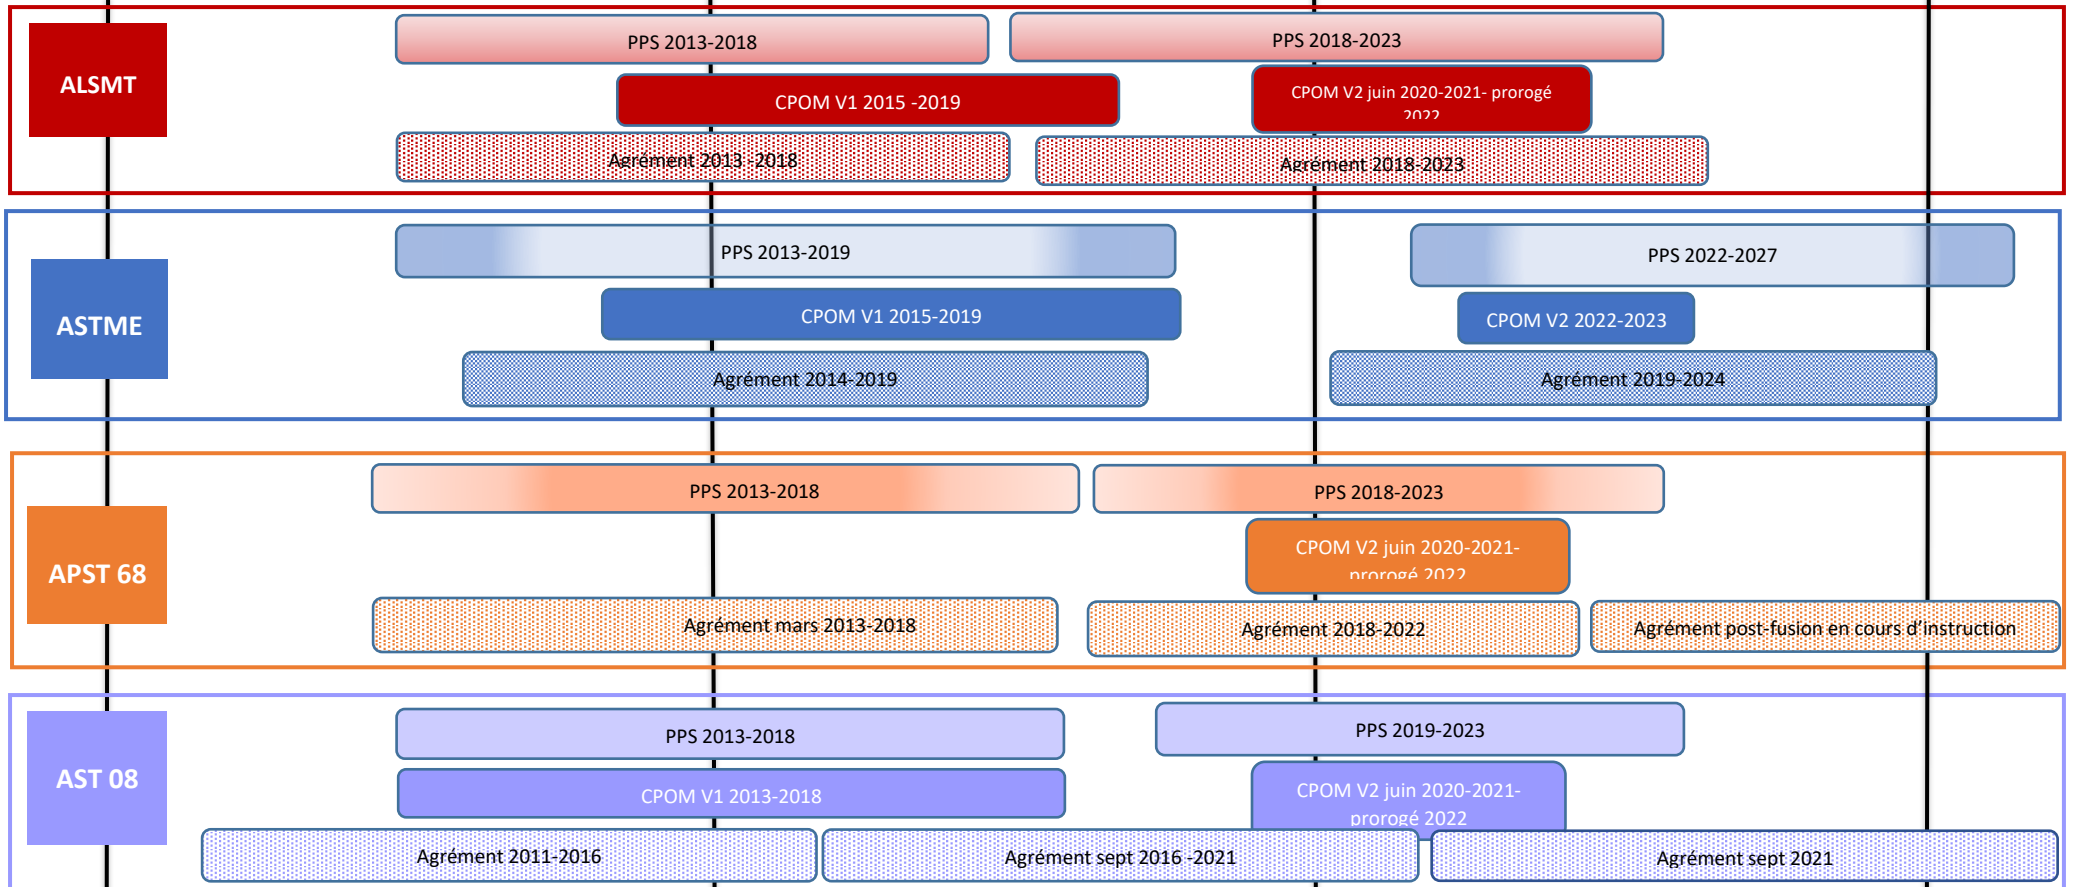 ALSMT
PPS 2013-2018
PPS 2018-2023
CPOM V1 2015 -2019
CPOM V2 juin 2020-2021- prorogé
2022
Agrément 2013 -2018
Agrément 2018-2023
ASTME
PPS 2013-2019
PPS 2022-2027
CPOM V1 2015-2019
CPOM V2 2022-2023
Agrément 2014-2019
Agrément 2019-2024
APST 68
PPS 2013-2018
PPS 2018-2023
CPOM V2 juin 2020-2021-
prorogé 2022
Agrément mars 2013-2018
Agrément 2018-2022
Agrément post-fusion en cours d’instruction
AST 08
PPS 2013-2018
PPS 2019-2023
CPOM V1 2013-2018
CPOM V2 juin 2020-2021-
prorogé 2022
Agrément 2011-2016
Agrément sept 2016 -2021
Agrément sept 2021